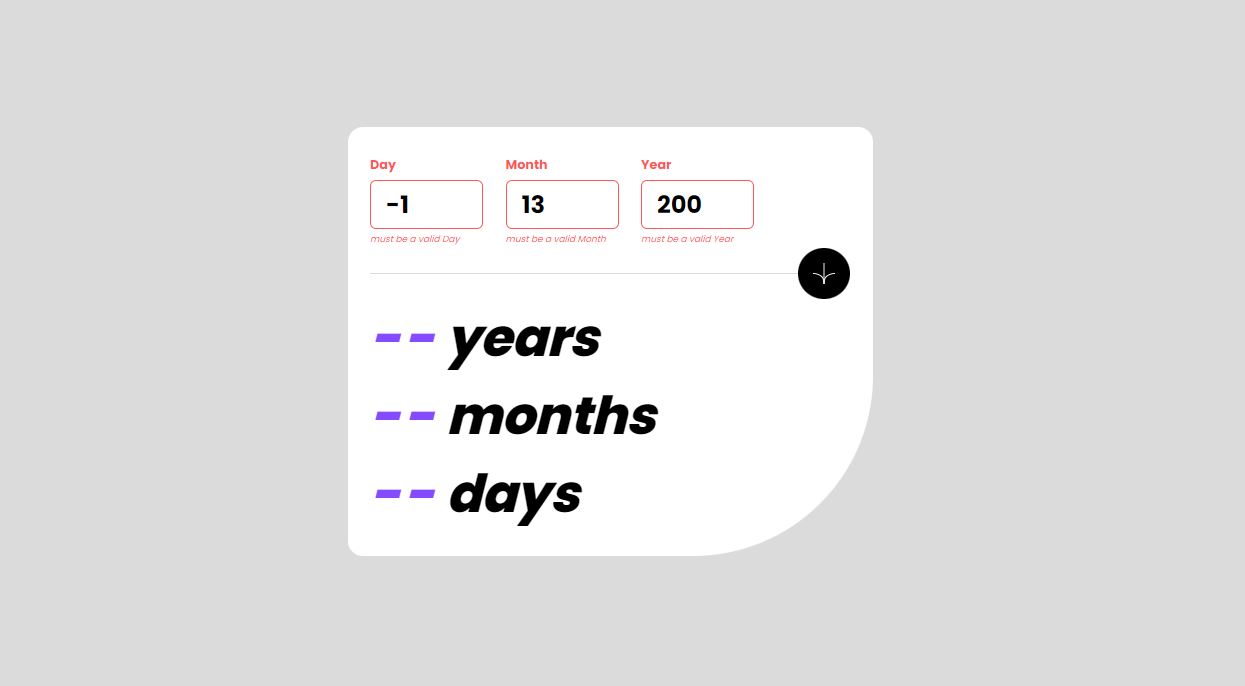 Day Month Year
-1 13 200
must be a valid Day must be a valid Month must be a valid Year
-- years
-- months
-- days